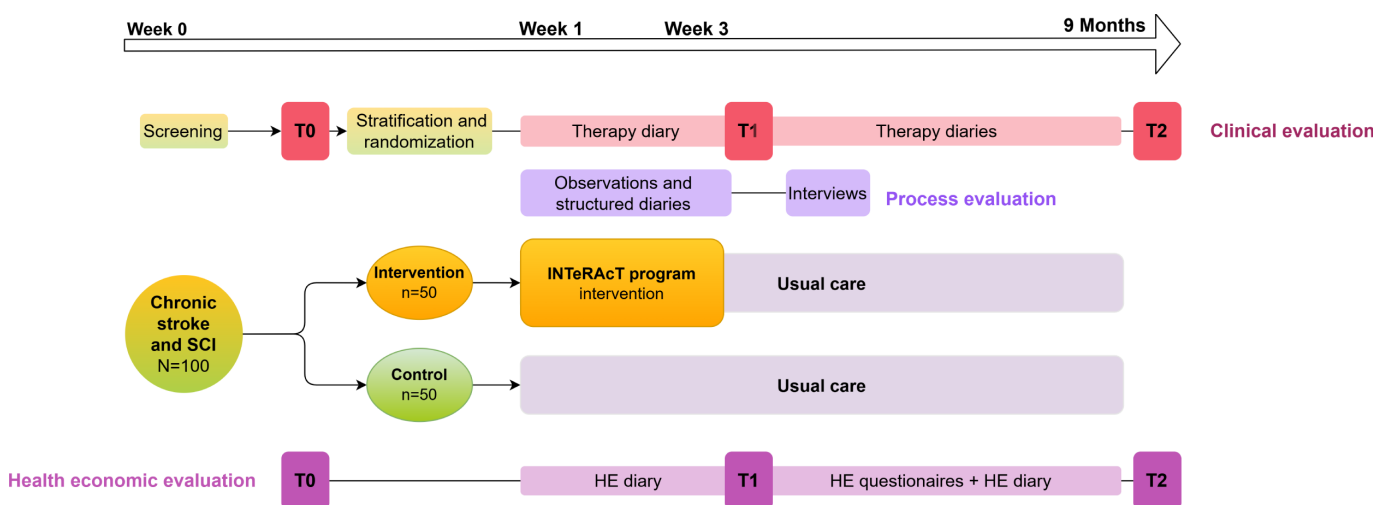 Week 0
Week 1
Week 3
9 Months
Screening
T0
Stratification and
randomization
Therapy diary
T1
Therapy diaries
T2
Clinical evaluation
Observations and
structured diaries
Interviews
Process evaluation
Chronic
stroke
and SCI
N=100
Intervention
n=50
INTeRAcT program
intervention
Usual care
Control
n=50
Usual care
Health economic evaluation
T0
HE diary
T1
HE questionaires + HE diary
T2